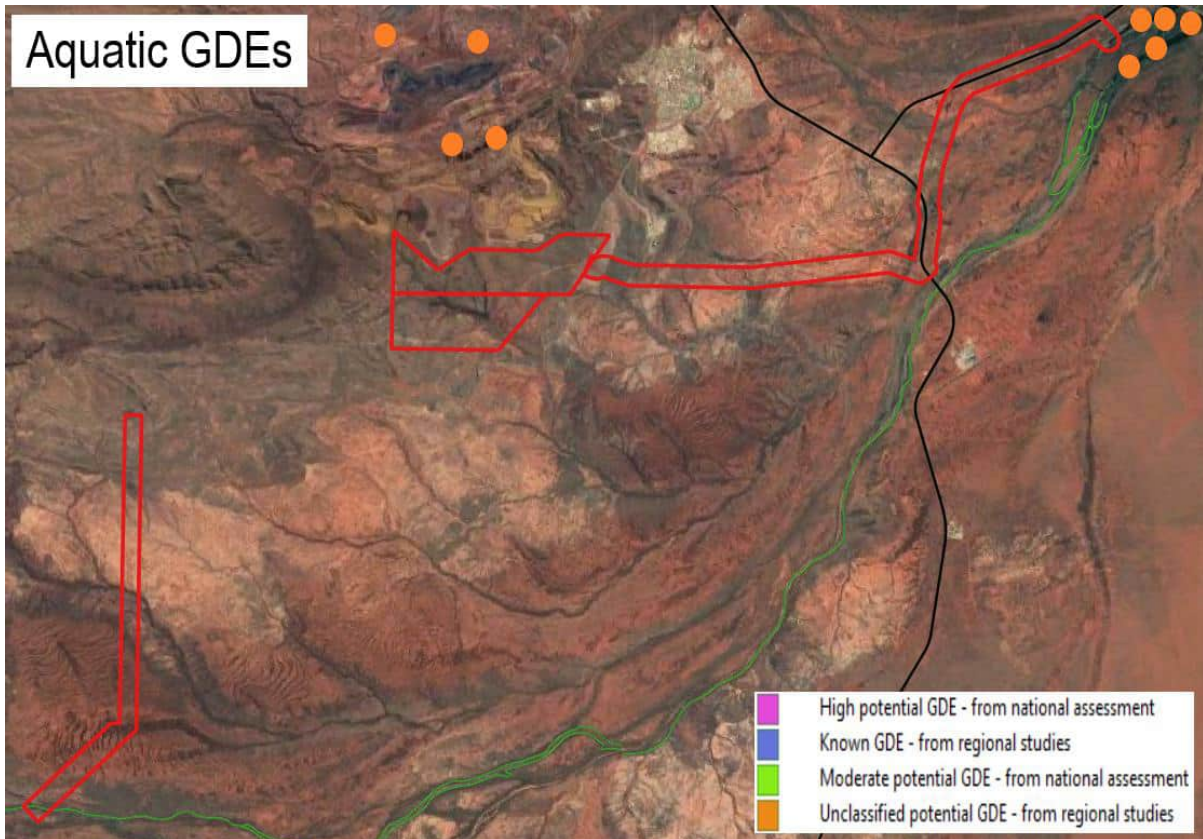 Aquatic GDEs
High potential GDE - from national assessment
Known GDE - from regional studies
Moderate potential GDE - from national assessment
Unclassified potential GDE - from regional studies